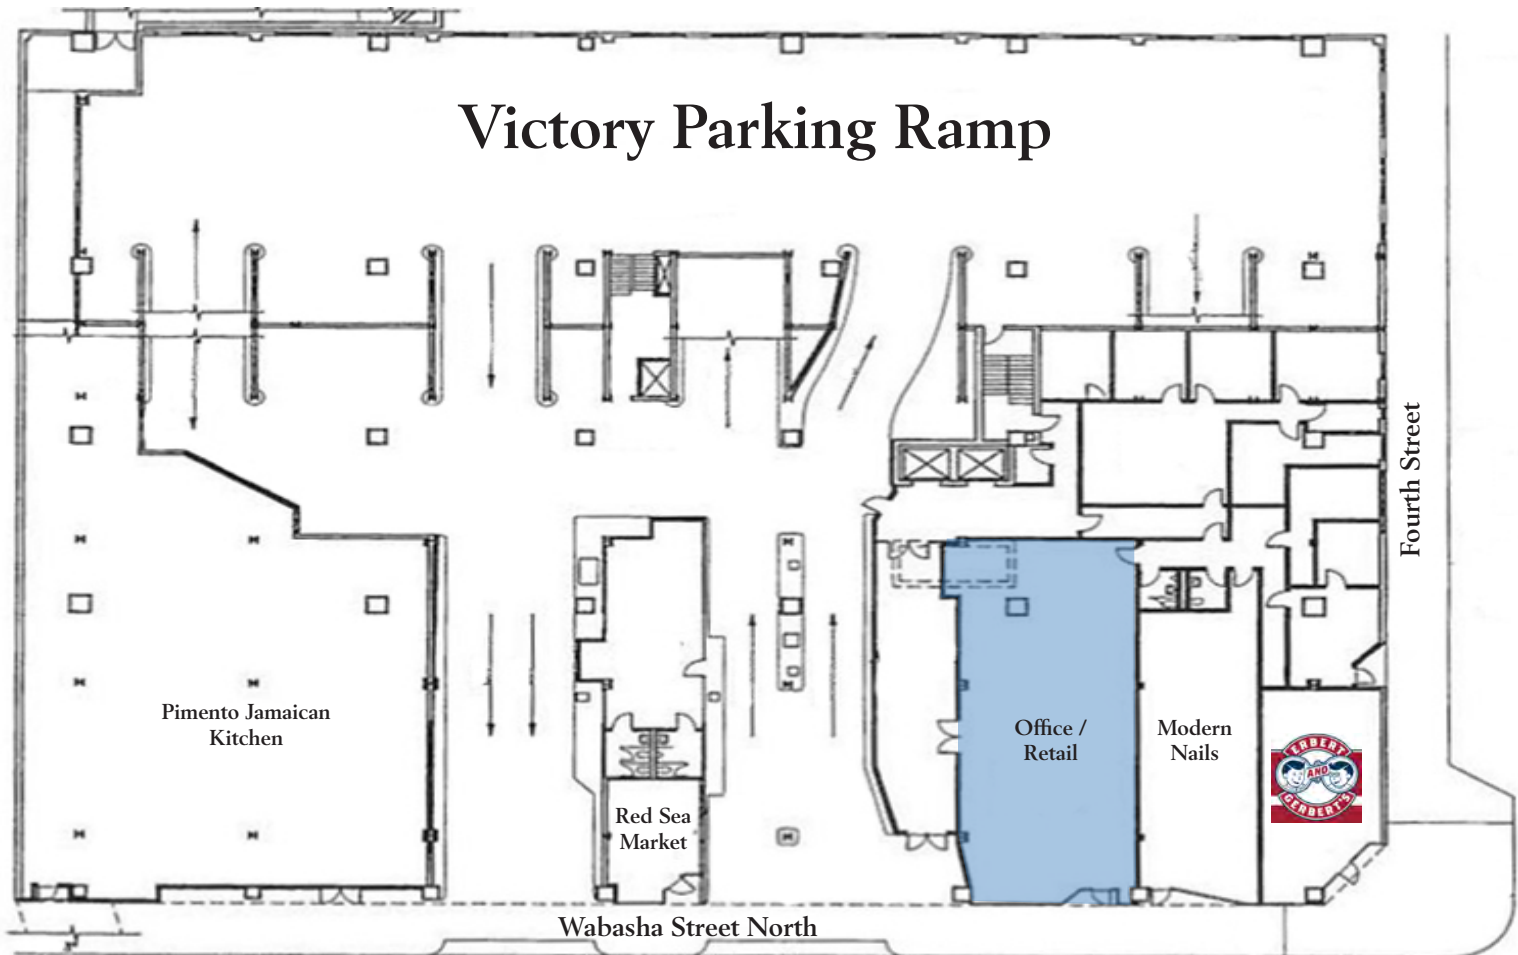 Victory Parking Ramp
Fourth Street
Pimento Jamaican
Kitchen
Office /
Retail
Modern
Nails
ERBERT
AND
GERBERT'S
Red Sea
Market
Wabasha Street North